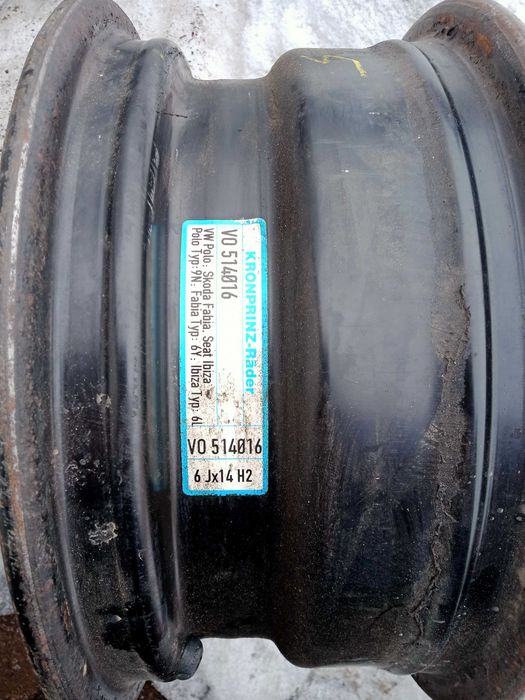 KRONPRINZ-Räder
VO 514016
VW Polo; Skoda Fabia, Seat Ibiza;
Polo Typ: 9N; Fabia Typ: 6Y; Ibiza Typ: 6L
VO 514016
6 Jx14 H2